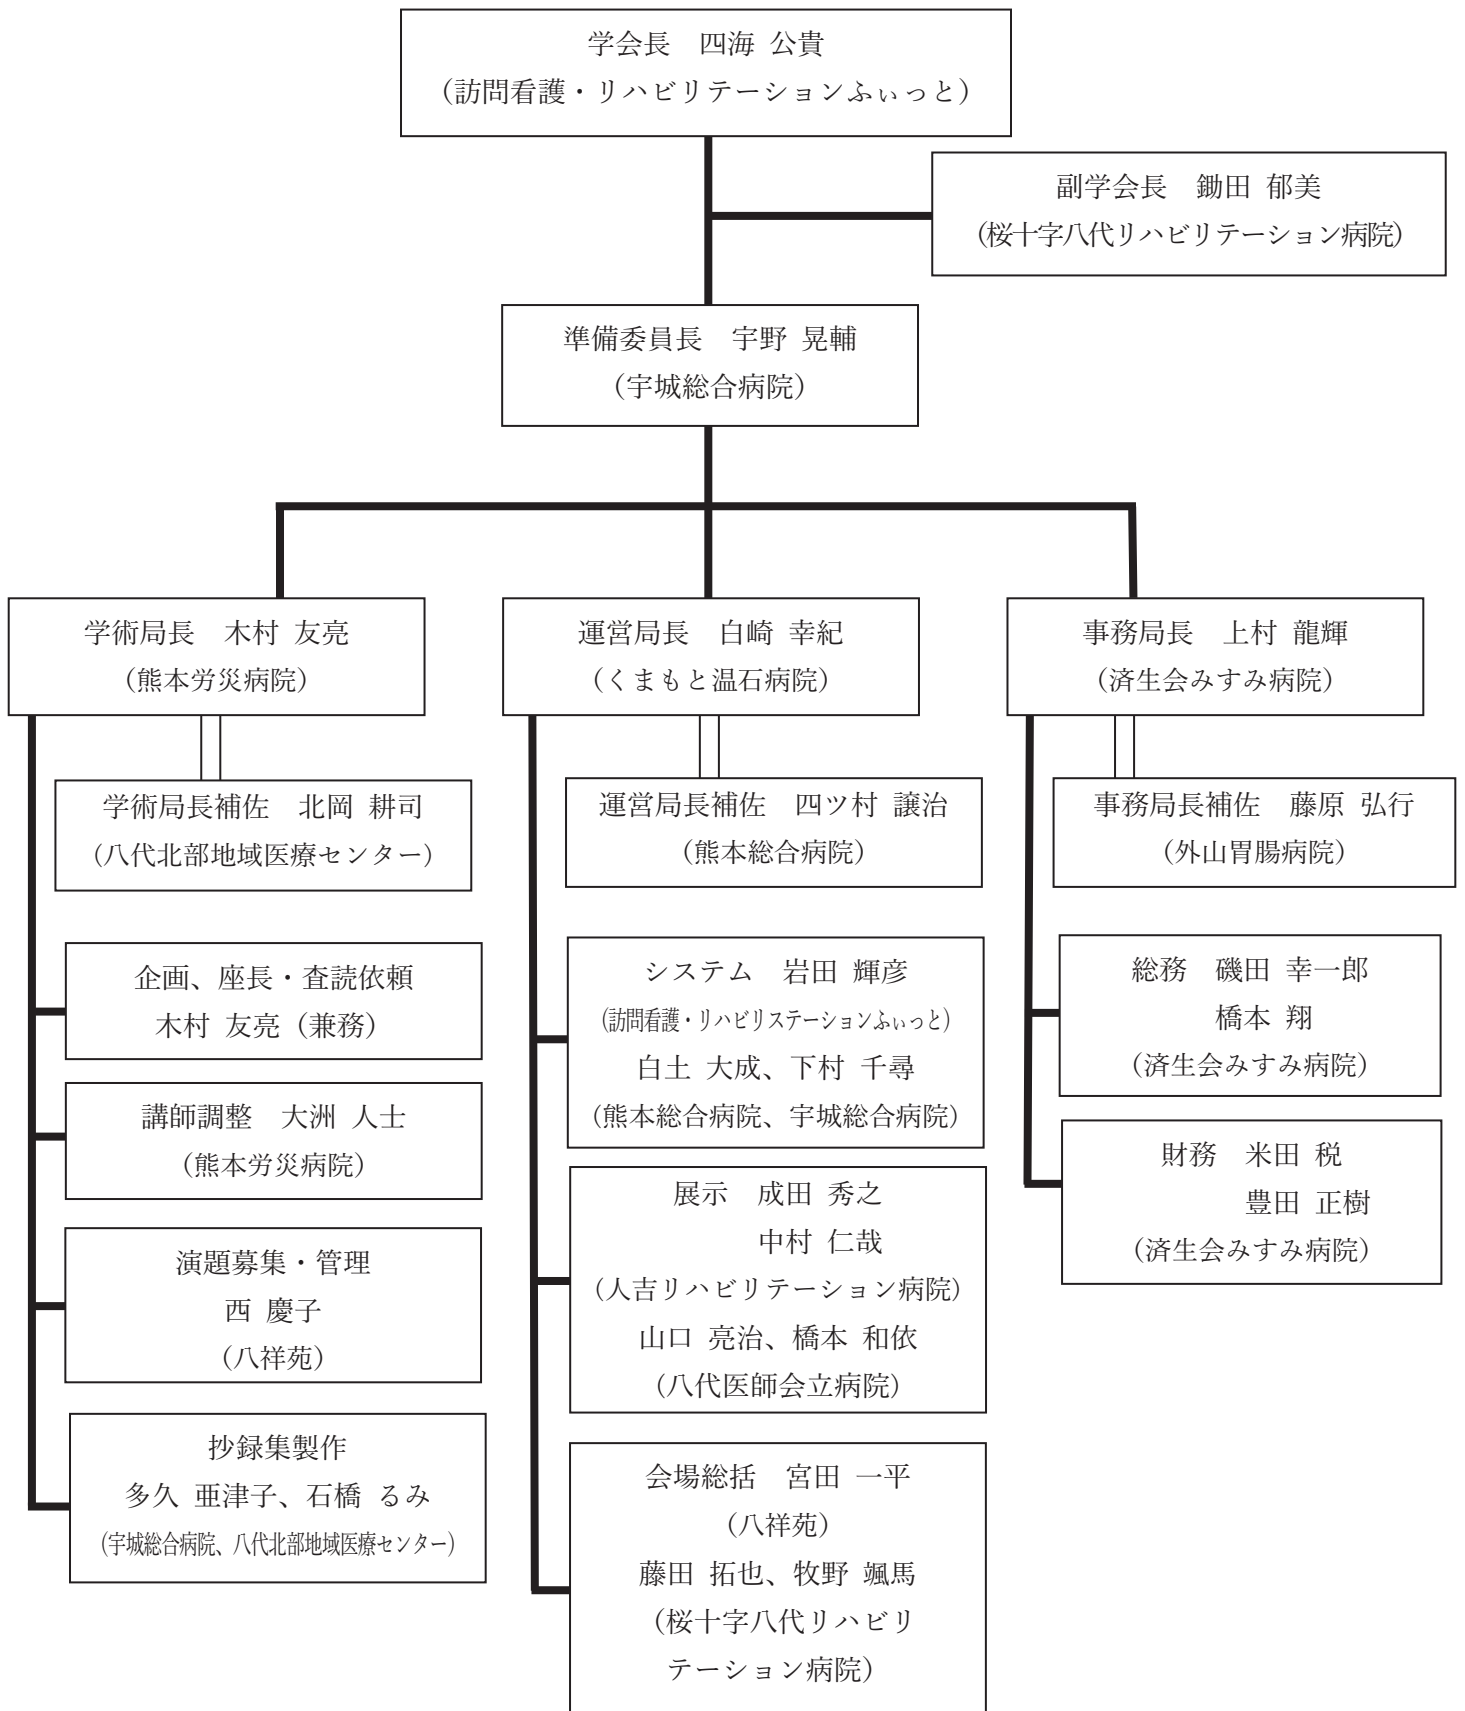 学会長　四海 公貴
（訪問看護・リハビリテーションふぃっと）
副学会長　鋤田 郁美
（桜十字八代リハビリテーション病院）
準備委員長　宇野 晃輔
（宇城総合病院）
学術局長　木村 友亮
（熊本労災病院）
学術局長補佐　北岡 耕司
（八代北部地域医療センター）
企画、座長・査読依頼
木村 友亮（兼務）
講師調整　大洲 人士
（熊本労災病院）
演題募集・管理
西 慶子
（八祥苑）
抄録集製作
多久 亜津子、石橋 るみ
（宇城総合病院、八代北部地域医療センター）
運営局長　白崎 幸紀
（くまもと温石病院）
運営局長補佐　四ツ村 譲治
（熊本総合病院）
システム　岩田 輝彦
（訪問看護・リハビリステーションふぃっと）
白土 大成、下村 千尋
（熊本総合病院、宇城総合病院）
展示　成田 秀之
中村 仁哉
（人吉リハビリテーション病院）
山口 亮治、橋本 和依
（八代医師会立病院）
会場総括　宮田 一平
（八祥苑）
藤田 拓也、牧野 颯馬
（桜十字八代リハビリ
テーション病院）
事務局長　上村 龍輝
（済生会みすみ病院）
事務局長補佐　藤原 弘行
（外山胃腸病院）
総務　磯田 幸一郎
橋本 翔
（済生会みすみ病院）
財務　米田 税
豊田 正樹
（済生会みすみ病院）